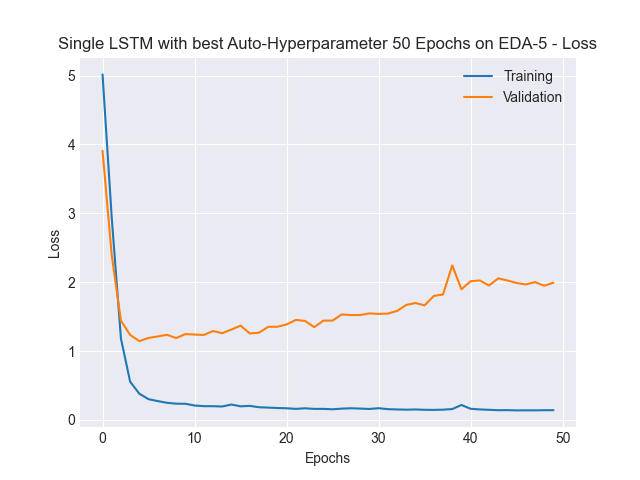 Single LSTM with best Auto-Hyperparameter 50 Epochs on EDA-5 - Loss
Training
Validation
5
4
3
2
1
0
Loss
0
10
20
30
40
50
Epochs